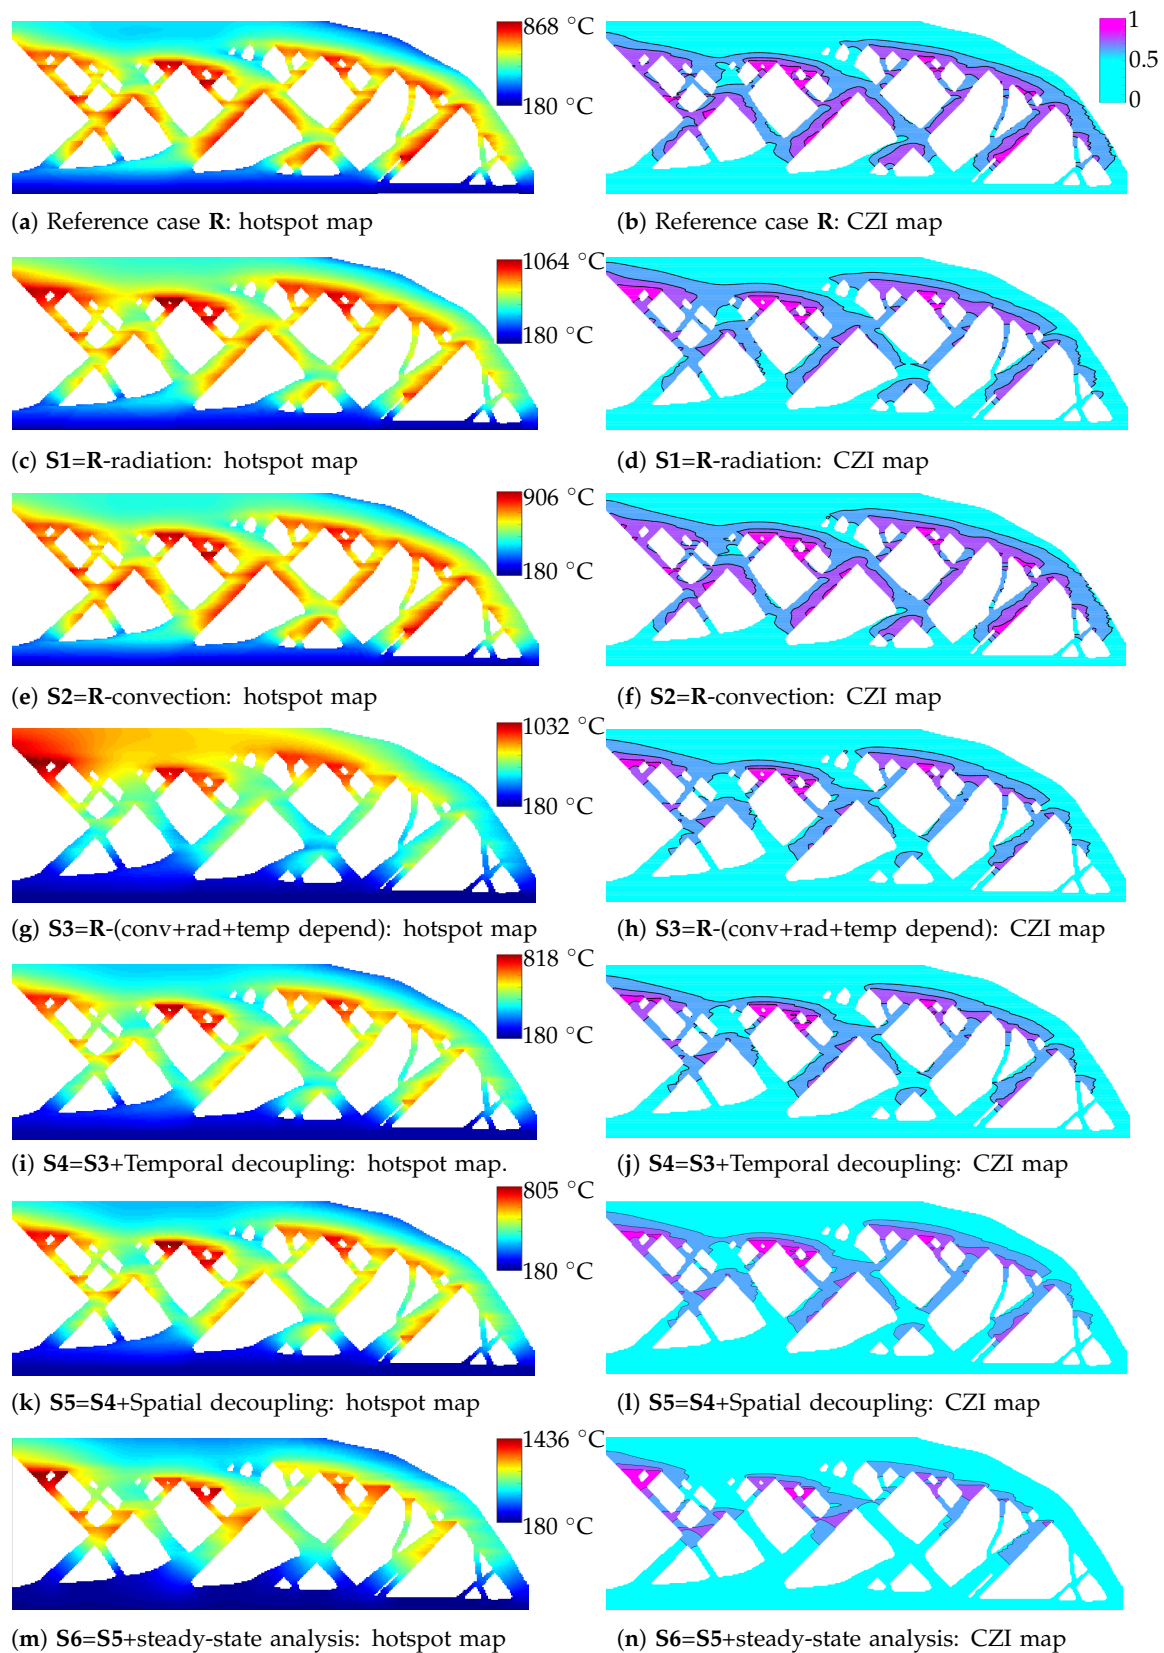 868 °C
180 °C
1
0.5
0
(a) Reference case R: hotspot map
(b) Reference case R: CZI map
1064 °C
180 °C
(c) S1=R-radiation: hotspot map
(d) S1=R-radiation: CZI map
906 °C
180 °C
(e) S2=R-convection: hotspot map
(f) S2=R-convection: CZI map
1032 °C
180 °C
(g) S3=R-(conv+rad+temp depend): hotspot map
(h) S3=R-(conv+rad+temp depend): CZI map
818 °C
180 °C
(i) S4=S3+Temporal decoupling: hotspot map.
(j) S4=S3+Temporal decoupling: CZI map
805 °C
180 °C
(k) S5=S4+Spatial decoupling: hotspot map
(l) S5=S4+Spatial decoupling: CZI map
1436 °C
180 °C
(m) S6=S5+steady-state analysis: hotspot map
(n) S6=S5+steady-state analysis: CZI map